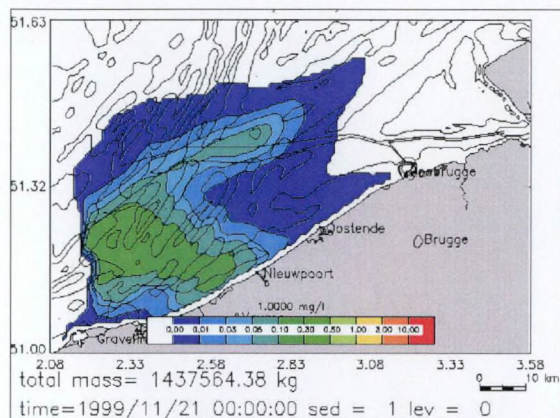 51.63
51.32
51.00
Oostende
Brugge
Nieuwpoort
1.0000 mg/l
0.00 0.01 0.03 0.05 0.10 0.30 0.50 1.00 3.00 10.00
2.08 2.33 2.58 2.83 3.08 3.33 3.58
total mass= 1437564.38 kg
0 10 km
time=1999/11/21 00:00:00 sed = 1 lev = 0